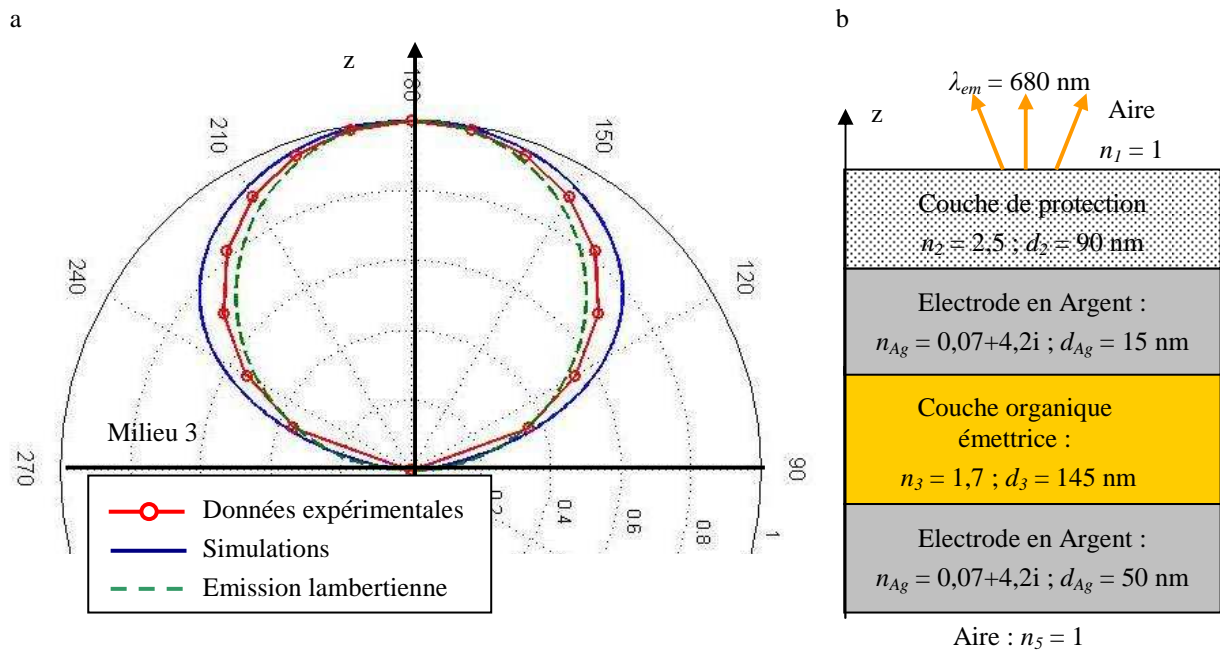 a
z
180
210
150
240
120
270
90
0.2
0.4
0.6
0.8
1
Milieu 3
Données expérimentales
Simulations
Emission lambertienne
b
z
λem = 680 nm
Aire
n1 = 1
Couche de protection
n2 = 2,5 ; d2 = 90 nm
Electrode en Argent :
nAg = 0,07+4,2i ; dAg = 15 nm
Couche organique
émettrice :
n3 = 1,7 ; d3 = 145 nm
Electrode en Argent :
nAg = 0,07+4,2i ; dAg = 50 nm
Aire : n5 = 1